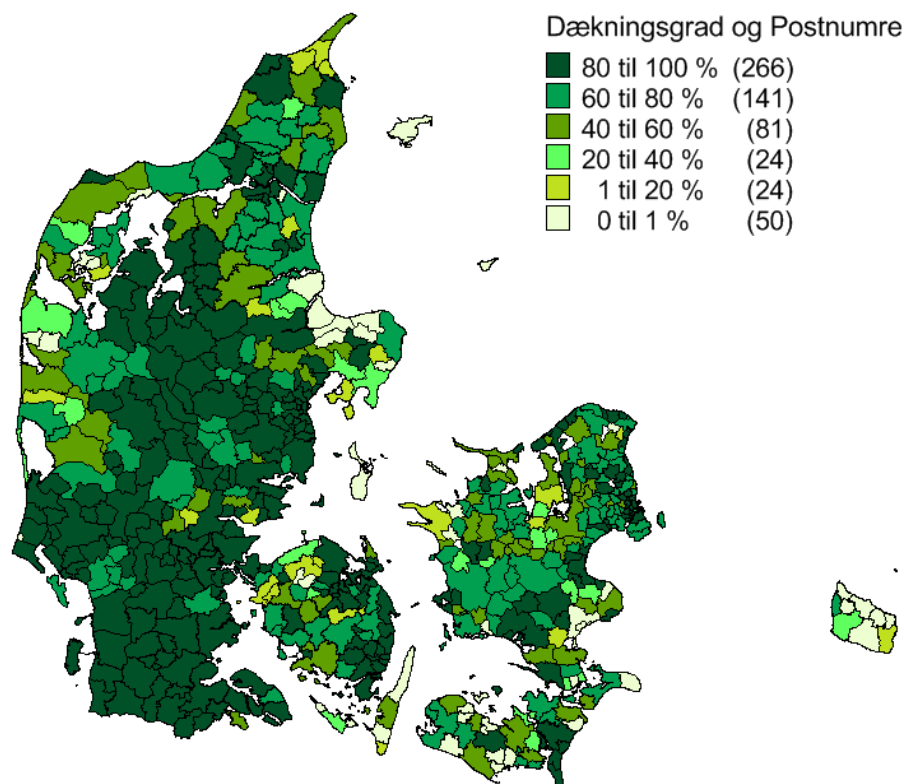 Dækningsgrad og Postnumre
80 til 100 % (266)
60 til 80 % (141)
40 til 60 % (81)
20 til 40 % (24)
1 til 20 % (24)
0 til 1 % (50)